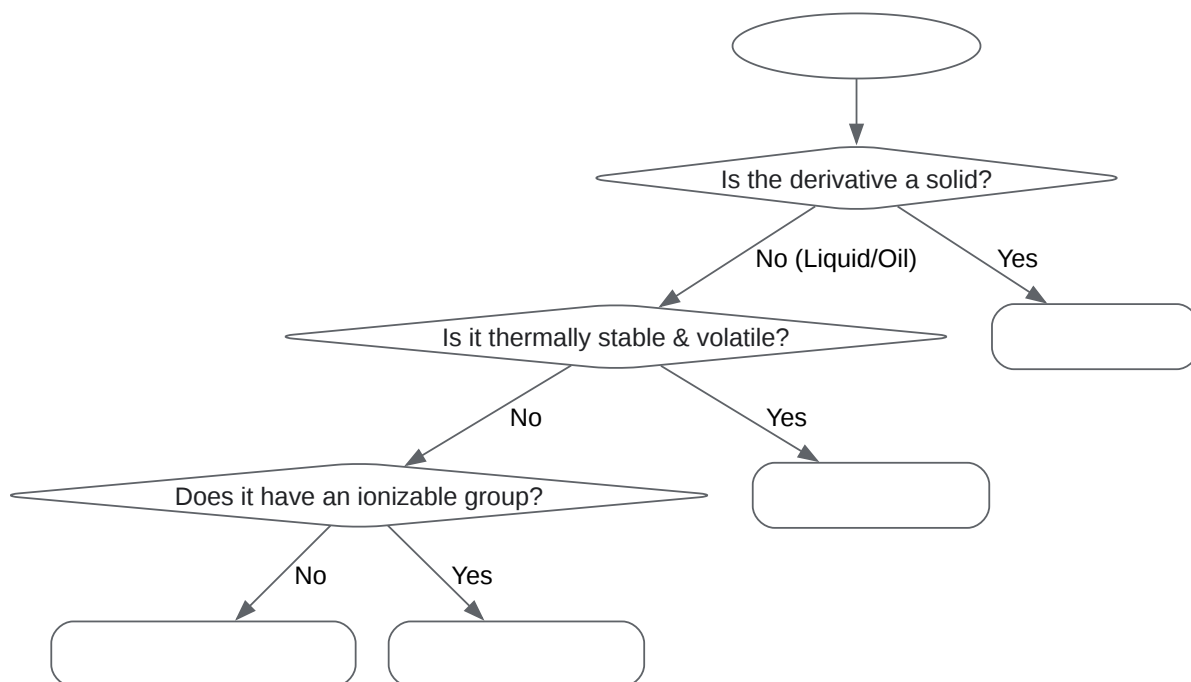 Is the derivative a solid?
No (Liquid/Oil)
Yes
Is it thermally stable & volatile?
No
Yes
Does it have an ionizable group?
No
Yes